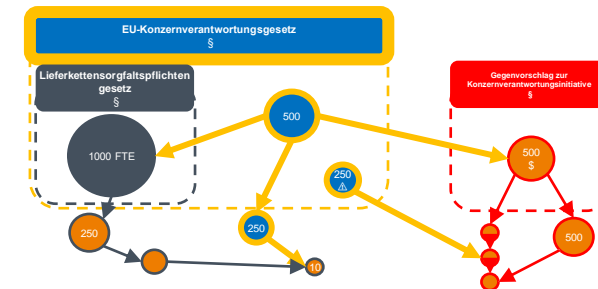 EU-Konzernverantwortungsgesetz
§
Lieferkettensorgfaltspflichten
gesetz
§
Gegenvorschlag zur
Konzernverantwortungsinitiative
§
500
1000 FTE
500
$
250
⚠
250
250
500
10